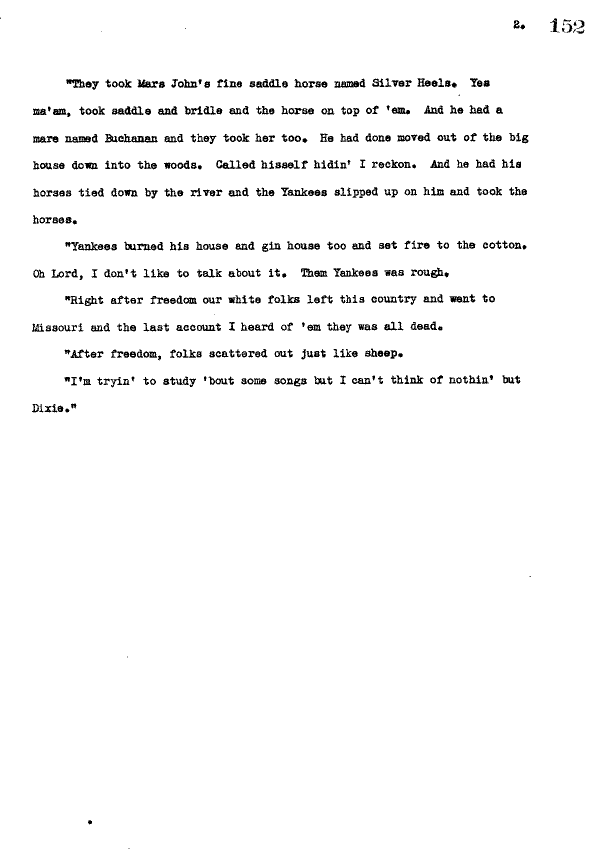 2. 152
"They took Mars John's fine saddle horse named Silver Heels. Yes
ma'am, took saddle and bridle and the horse on top of 'em. And he had a
mare named Buchanan and they took her too. He had done moved out of the big
house down into the woods. Called hisself hidin' I reckon. And he had his
horses tied down by the river and the Yankees slipped up on him and took the
horses.
"Yankees burned his house and gin house too and set fire to the cotton.
Oh Lord, I don't like to talk about it. Them Yankees was rough.
"Right after freedom our white folks left this country and went to
Missouri and the last account I heard of 'em they was all dead.
"After freedom, folks scattered out just like sheep.
"I'm tryin' to study 'bout some songs but I can't think of nothin' but
Dixie."